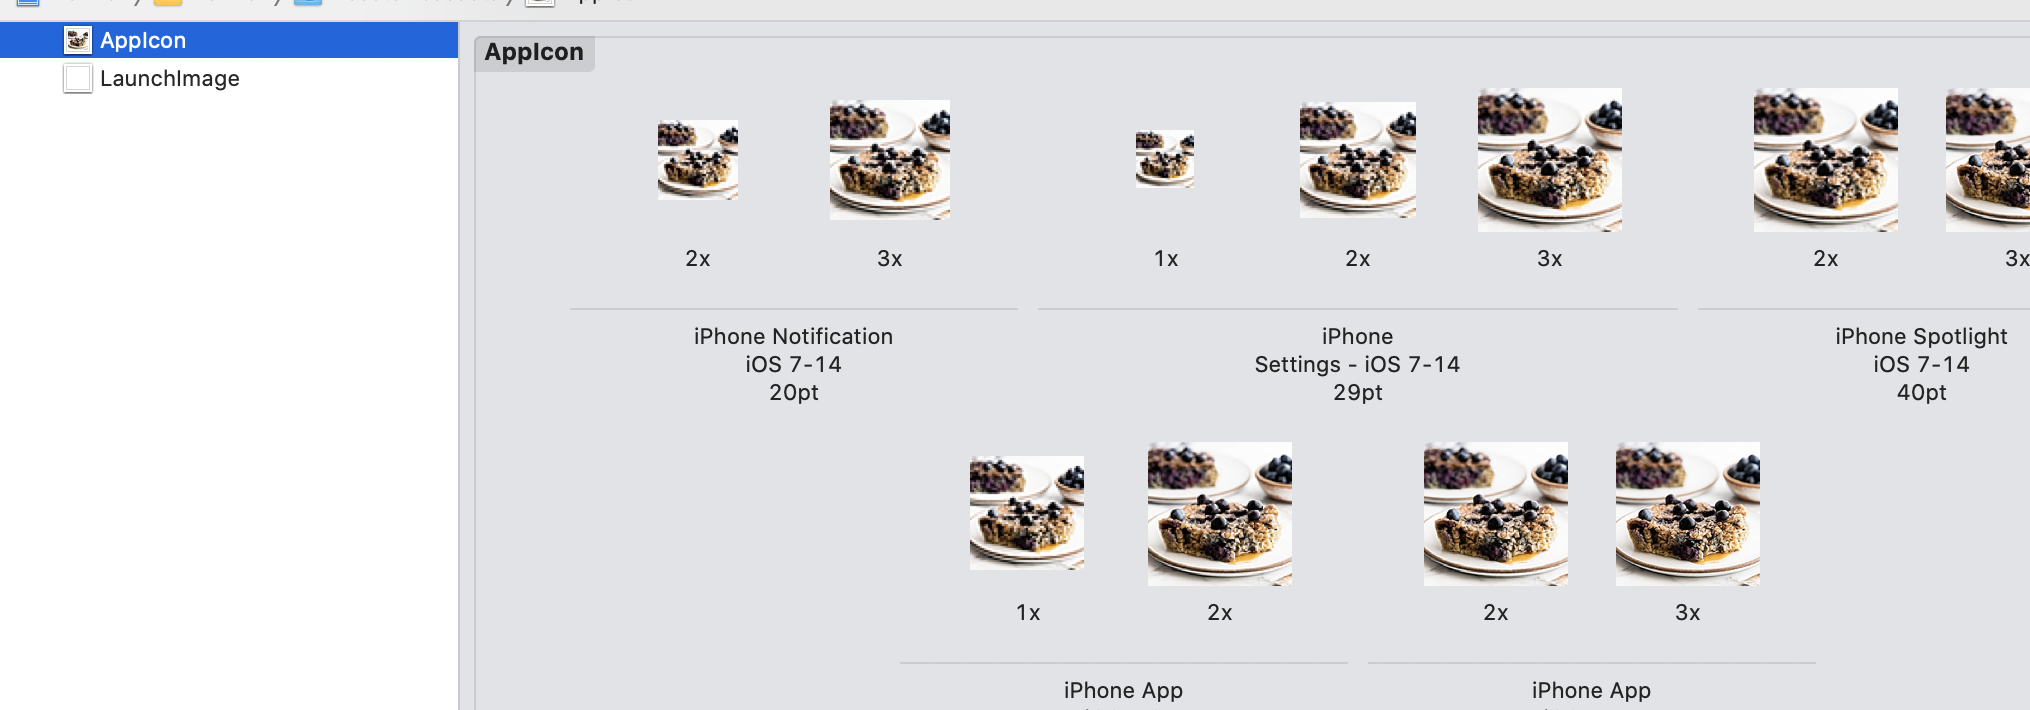 AppIcon
LaunchImage
AppIcon
2x
3x
1x
2x
3x
2x
3x
iPhone Notification
iOS 7-14
20pt
iPhone
Settings - iOS 7-14
29pt
iPhone Spotlight
iOS 7-14
40pt
1x
2x
2x
3x
iPhone App
iPhone App